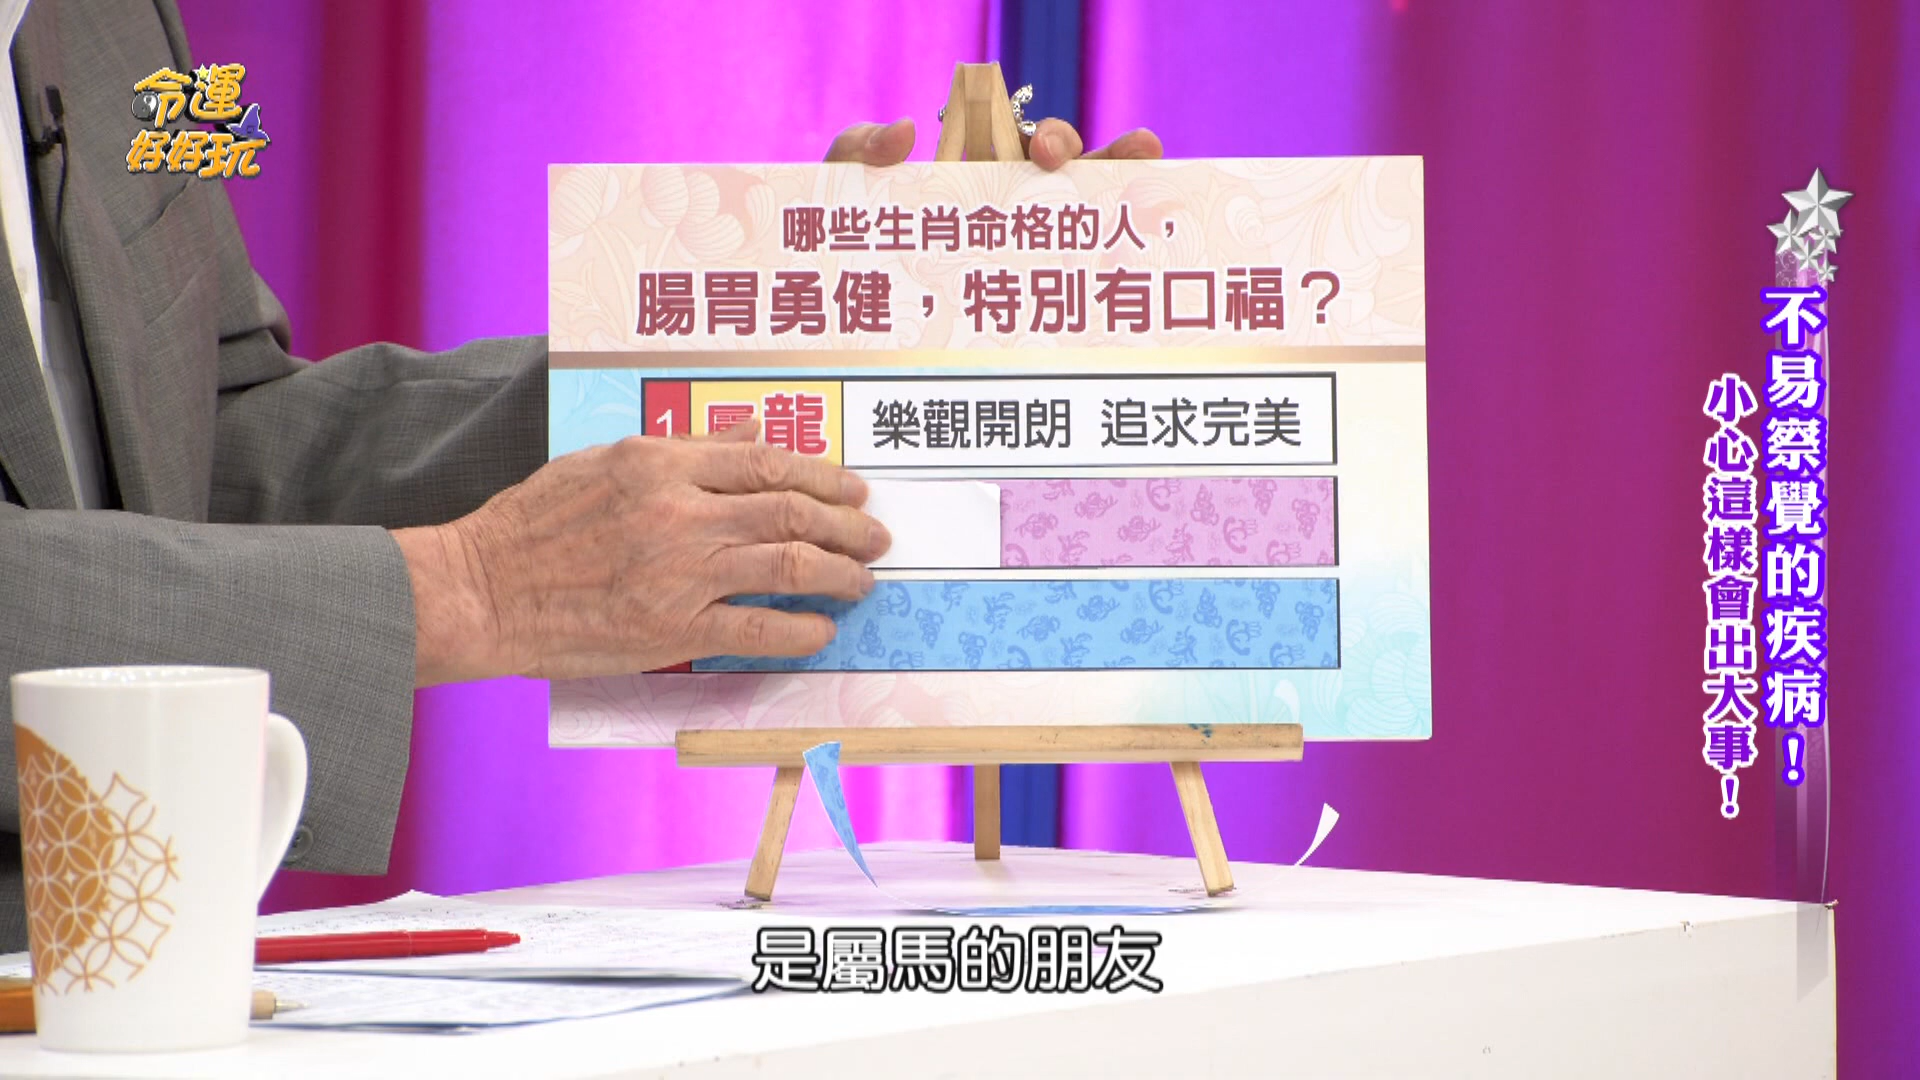 命運
好好玩
哪些生肖命格的人，
腸胃勇健，特別有口福？
1 屬龍 樂觀開朗 追求完美
不易察覺的疾病！
小心這樣會出大事！
是屬馬的朋友